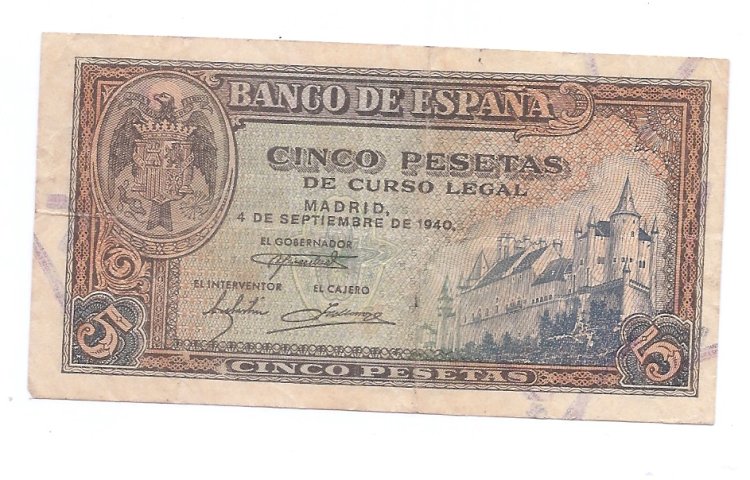 BANCO DE ESPAÑA
CINCO PESETAS
DE CURSO LEGAL
MADRID,
4 DE SEPTIEMBRE DE 1940.
EL GOBERNADOR
EL INTERVENTOR EL CAJERO
5 5
CINCO PESETAS